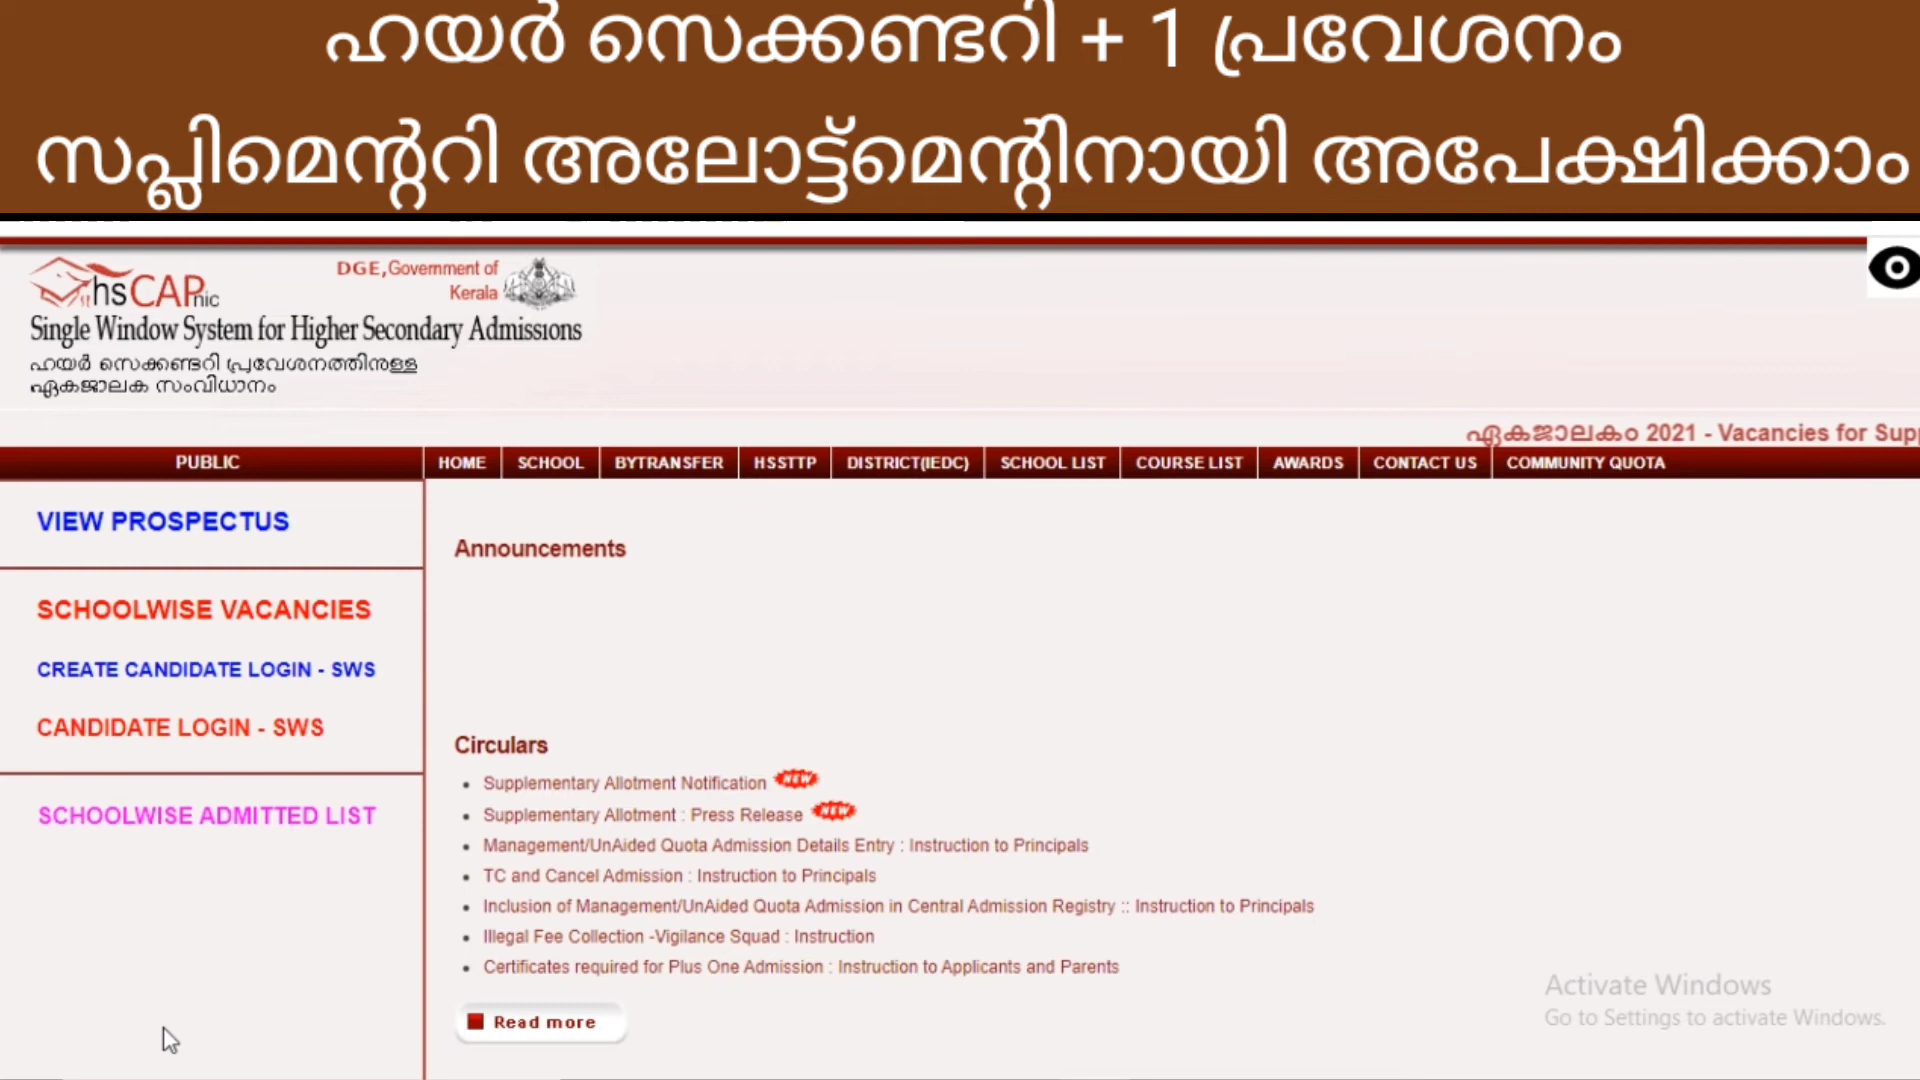 ഹയർ സെക്കണ്ടറി + 1 പ്രവേശനം
സപ്ലിമെന്ററി അലോട്ട്മെന്റിനായി അപേക്ഷിക്കാം
hsCAPnic
DGE,Government of
Kerala
Single Window System for Higher Secondary Admissions
ഹയർ സെക്കണ്ടറി പ്രവേശനത്തിനുള്ള
ഏകജാലക സംവിധാനം
ഏകജാലകം 2021 - Vacancies for Supp
PUBLIC
HOME SCHOOL BYTRANSFER HSSTTP DISTRICT(IEDC) SCHOOL LIST COURSE LIST AWARDS CONTACT US COMMUNITY QUOTA
VIEW PROSPECTUS
SCHOOLWISE VACANCIES
CREATE CANDIDATE LOGIN - SWS
CANDIDATE LOGIN - SWS
SCHOOLWISE ADMITTED LIST
Announcements
Circulars
Supplementary Allotment Notification NEW
Supplementary Allotment : Press Release NEW
Management/UnAided Quota Admission Details Entry : Instruction to Principals
TC and Cancel Admission : Instruction to Principals
Inclusion of Management/UnAided Quota Admission in Central Admission Registry :: Instruction to Principals
Illegal Fee Collection -Vigilance Squad : Instruction
Certificates required for Plus One Admission : Instruction to Applicants and Parents
Read more
Activate Windows
Go to Settings to activate Windows.